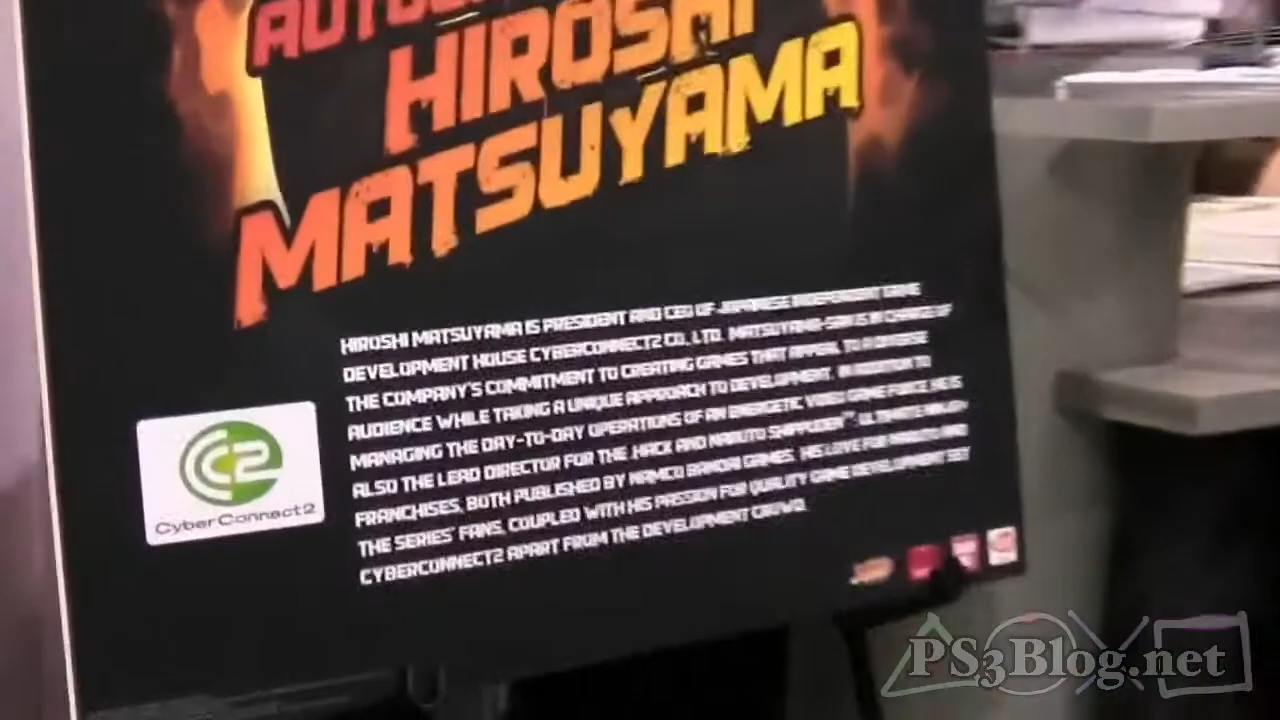 HIROSHI
MATSUYAMA
HIROSHI MATSUYAMA IS PRESIDENT AND CEO OF JAPANESE INDEPENDENT GAME
DEVELOPMENT HOUSE CYBERCONNECT2 CO., LTD. MATSUYAMA-SAN IS IN CHARGE OF
THE COMPANY'S COMMITMENT TO CREATING GAMES THAT APPEAL TO A DIVERSE
AUDIENCE WHILE TAKING A UNIQUE APPROACH TO DEVELOPMENT. IN ADDITION TO
MANAGING THE DAY-TO-DAY OPERATIONS OF AN ENERGETIC VIDEO GAME FORCE, HE IS
ALSO THE LEAD DIRECTOR FOR THE .HACK AND NARUTO SHIPPUDEN™: ULTIMATE NINJA®
FRANCHISES, BOTH PUBLISHED BY NAMCO BANDAI GAMES. HIS LOVE FOR NARUTO AND
THE SERIES' FANS, COUPLED WITH HIS PASSION FOR QUALITY GAME DEVELOPMENT SET
CYBERCONNECT2 APART FROM THE DEVELOPMENT CROWD.
CC2
CyberConnect2
PS3Blog.net